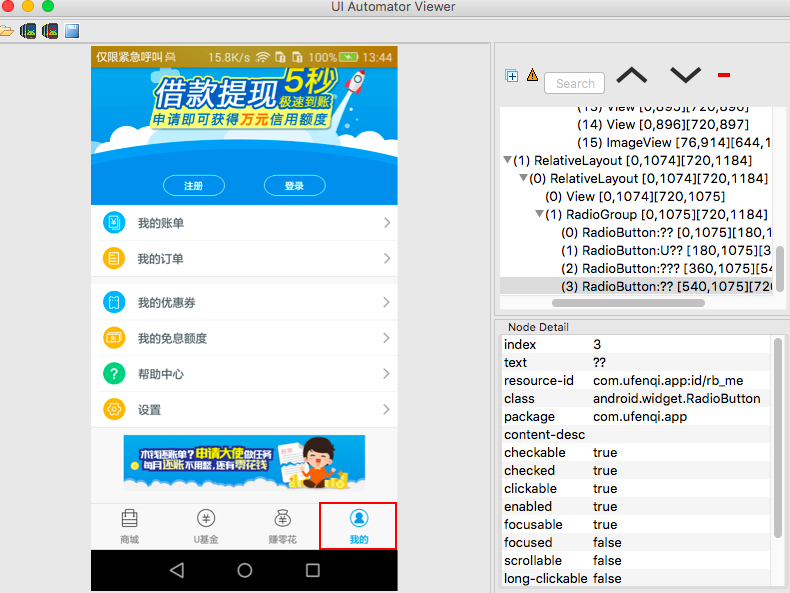 UI Automator Viewer
仅限紧急呼叫 15.8K/s 100% 13:44
借款提现5秒
极速到账
申请即可获得万元信用额度
注册 登录
我的账单
我的订单
我的优惠券
我的免息额度
帮助中心
设置
没钱还账单?申请大使做任务
每月还账不用愁,还有零花钱
商城 U基金 赚零花 我的
Search
(13) View [0,895][720,896]
(14) View [0,896][720,897]
(15) ImageView [76,914][644,1
(1) RelativeLayout [0,1074][720,1184]
(0) RelativeLayout [0,1074][720,1184]
(0) View [0,1074][720,1075]
(1) RadioGroup [0,1075][720,1184]
(0) RadioButton:?? [0,1075][180,1
(1) RadioButton:U?? [180,1075][3
(2) RadioButton:??? [360,1075][54
(3) RadioButton:?? [540,1075][720
Node Detail
index 3
text ??
resource-id com.ufenqi.app:id/rb_me
class android.widget.RadioButton
package com.ufenqi.app
content-desc
checkable true
checked true
clickable true
enabled true
focusable true
focused false
scrollable false
long-clickable false